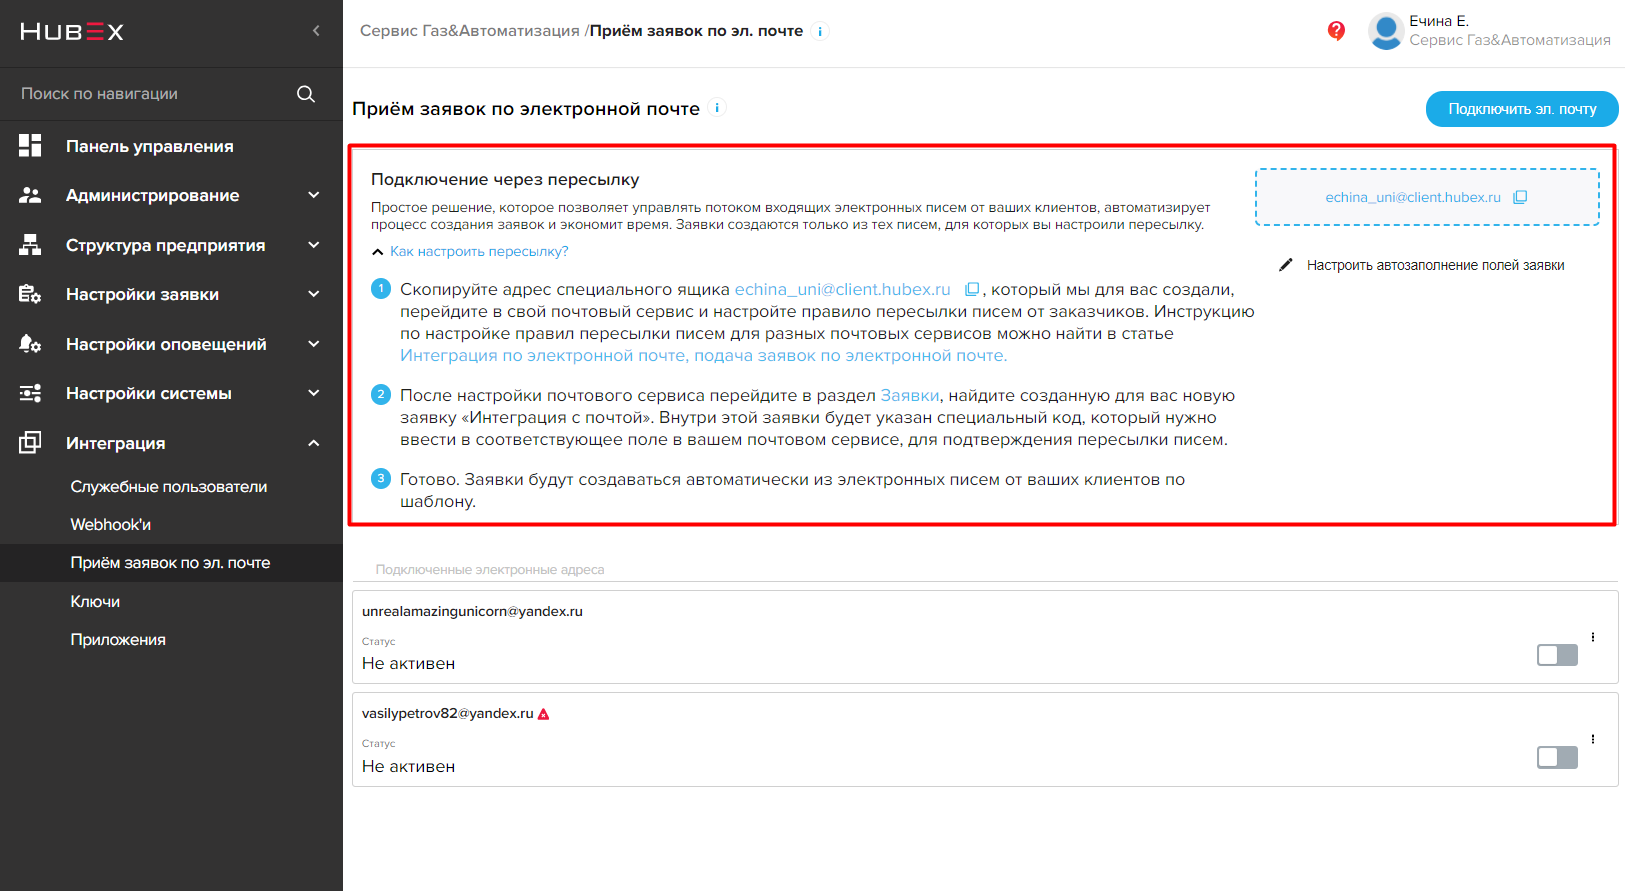 HUBEX
Поиск по навигации
Панель управления
Администрирование
Структура предприятия
Настройки заявки
Настройки оповещений
Настройки системы
Интеграция
Служебные пользователи
Webhook'и
Приём заявок по эл. почте
Ключи
Приложения
Сервис Газ&Автоматизация /Приём заявок по эл. почте i
?
Ечина Е.
Сервис Газ&Автоматизация
Приём заявок по электронной почте i
Подключить эл. почту
Подключение через пересылку
Простое решение, которое позволяет управлять потоком входящих электронных писем от ваших клиентов, автоматизирует
процесс создания заявок и экономит время. Заявки создаются только из тех писем, для которых вы настроили пересылку.
Как настроить пересылку?
echina_uni@client.hubex.ru
Настроить автозаполнение полей заявки
1 Скопируйте адрес специального ящика echina_uni@client.hubex.ru , который мы для вас создали,
перейдите в свой почтовый сервис и настройте правило пересылки писем от заказчиков. Инструкцию
по настройке правил пересылки писем для разных почтовых сервисов можно найти в статье
Интеграция по электронной почте, подача заявок по электронной почте.
2 После настройки почтового сервиса перейдите в раздел Заявки, найдите созданную для вас новую
заявку «Интеграция с почтой». Внутри этой заявки будет указан специальный код, который нужно
ввести в соответствующее поле в вашем почтовом сервисе, для подтверждения пересылки писем.
3 Готово. Заявки будут создаваться автоматически из электронных писем от ваших клиентов по
шаблону.
Подключенные электронные адреса
unrealamazingunicorn@yandex.ru
Статус
Не активен
vasilypetrov82@yandex.ru
Статус
Не активен